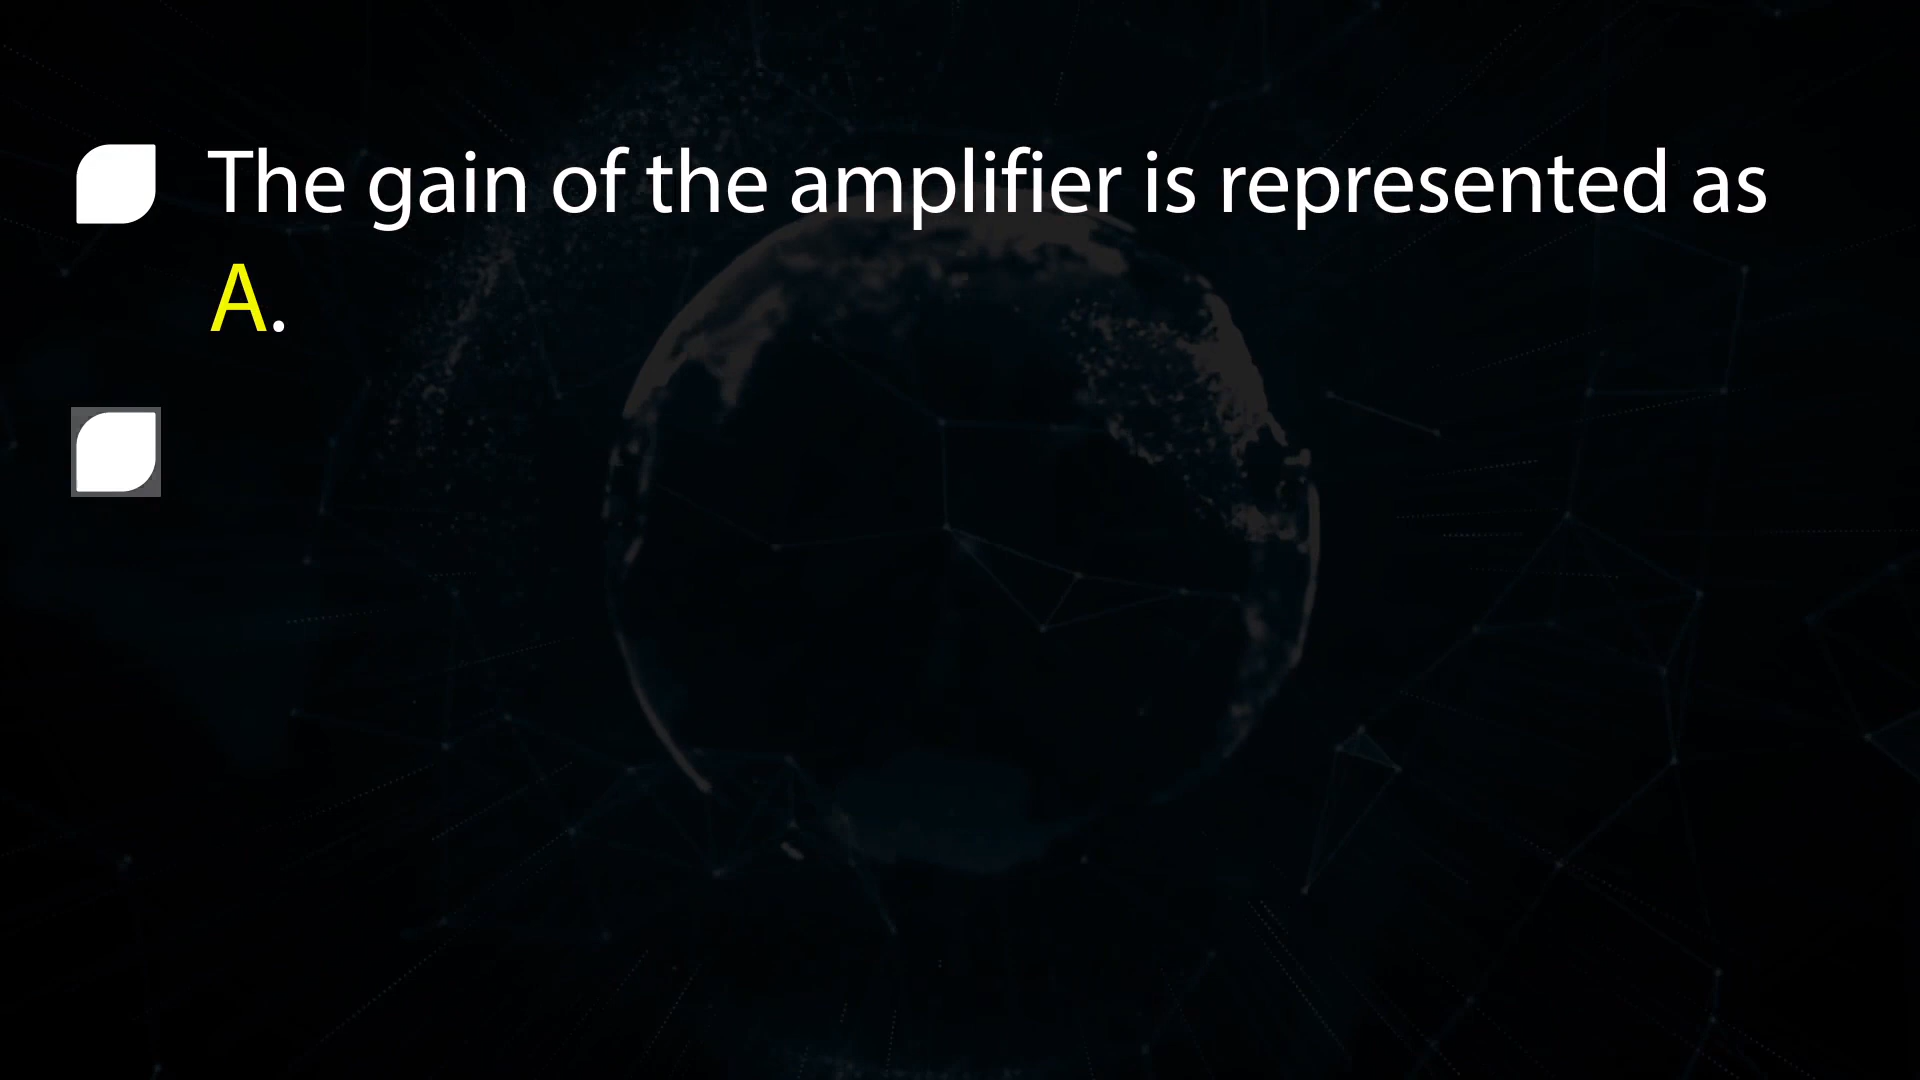 The gain of the amplifier is represented as
A.